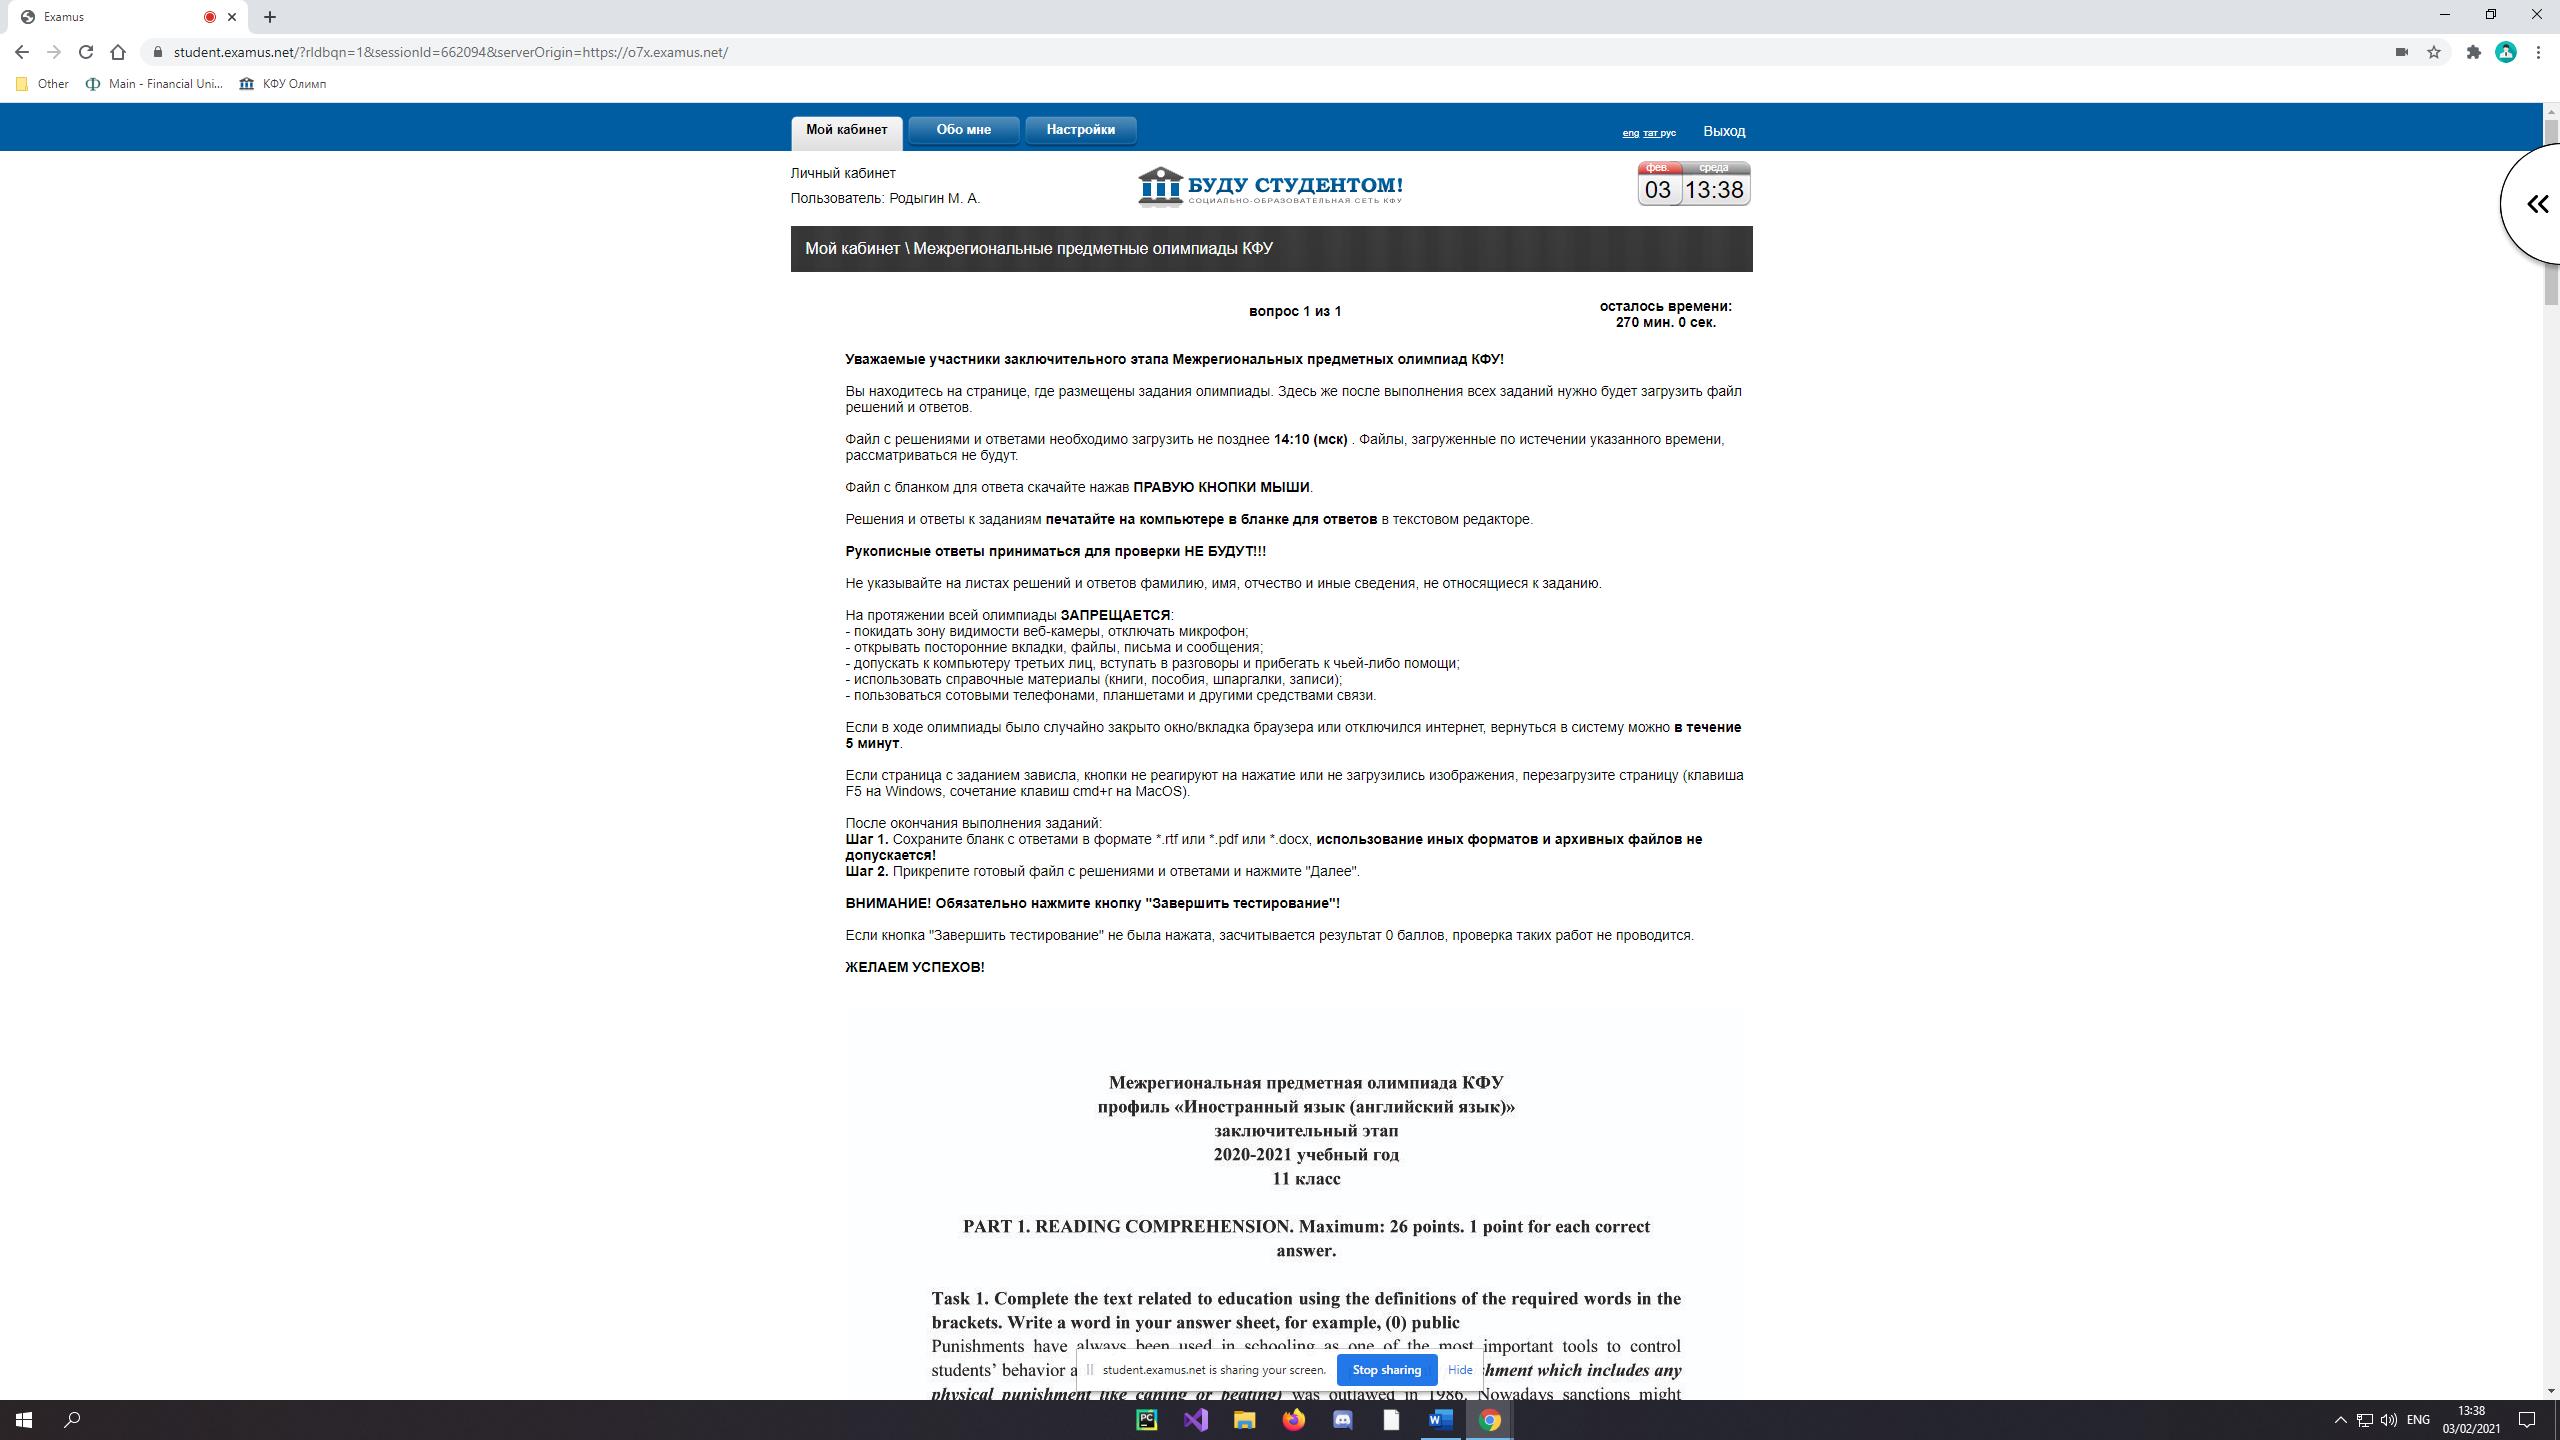 Examus
student.examus.net/?rldbqn=1&sessionId=662094&serverOrigin=https://o7x.examus.net/
Other Main - Financial Uni... КФУ Олимп
Мой кабинет Обо мне Настройки eng тат рус Выход
Личный кабинет
Пользователь: Родыгин М. А.
БУДУ СТУДЕНТОМ!
СОЦИАЛЬНО-ОБРАЗОВАТЕЛЬНАЯ СЕТЬ КФУ
фев. среда
03 13:38
Мой кабинет \ Межрегиональные предметные олимпиады КФУ
вопрос 1 из 1
осталось времени:
270 мин. 0 сек.
Уважаемые участники заключительного этапа Межрегиональных предметных олимпиад КФУ!
Вы находитесь на странице, где размещены задания олимпиады. Здесь же после выполнения всех заданий нужно будет загрузить файл
решений и ответов.
Файл с решениями и ответами необходимо загрузить не позднее 14:10 (мск) . Файлы, загруженные по истечении указанного времени,
рассматриваться не будут.
Файл с бланком для ответа скачайте нажав ПРАВУЮ КНОПКИ МЫШИ.
Решения и ответы к заданиям печатайте на компьютере в бланке для ответов в текстовом редакторе.
Рукописные ответы приниматься для проверки НЕ БУДУТ!!!
Не указывайте на листах решений и ответов фамилию, имя, отчество и иные сведения, не относящиеся к заданию.
На протяжении всей олимпиады ЗАПРЕЩАЕТСЯ:
- покидать зону видимости веб-камеры, отключать микрофон;
- открывать посторонние вкладки, файлы, письма и сообщения;
- допускать к компьютеру третьих лиц, вступать в разговоры и прибегать к чьей-либо помощи;
- использовать справочные материалы (книги, пособия, шпаргалки, записи);
- пользоваться сотовыми телефонами, планшетами и другими средствами связи.
Если в ходе олимпиады было случайно закрыто окно/вкладка браузера или отключился интернет, вернуться в систему можно в течение
5 минут.
Если страница с заданием зависла, кнопки не реагируют на нажатие или не загрузились изображения, перезагрузите страницу (клавиша
F5 на Windows, сочетание клавиш cmd+r на MacOS).
После окончания выполнения заданий:
Шаг 1. Сохраните бланк с ответами в формате *.rtf или *.pdf или *.docx, использование иных форматов и архивных файлов не
допускается!
Шаг 2. Прикрепите готовый файл с решениями и ответами и нажмите "Далее".
ВНИМАНИЕ! Обязательно нажмите кнопку "Завершить тестирование"!
Если кнопка "Завершить тестирование" не была нажата, засчитывается результат 0 баллов, проверка таких работ не проводится.
ЖЕЛАЕМ УСПЕХОВ!
Межрегиональная предметная олимпиада КФУ
профиль «Иностранный язык (английский язык)»
заключительный этап
2020-2021 учебный год
11 класс
PART 1. READING COMPREHENSION. Maximum: 26 points. 1 point for each correct
answer.
Task 1. Complete the text related to education using the definitions of the required words in the
brackets. Write a word in your answer sheet, for example, (0) public
Punishments have always been used in schooling as one of the most important tools to control
students' behavior
physical punishment like caning or beating) was outlawed in 1986. Nowadays sanctions might
which includes any
student.examus.net is sharing your screen. Stop sharing Hide
PC W ENG
13:38
03/02/2021